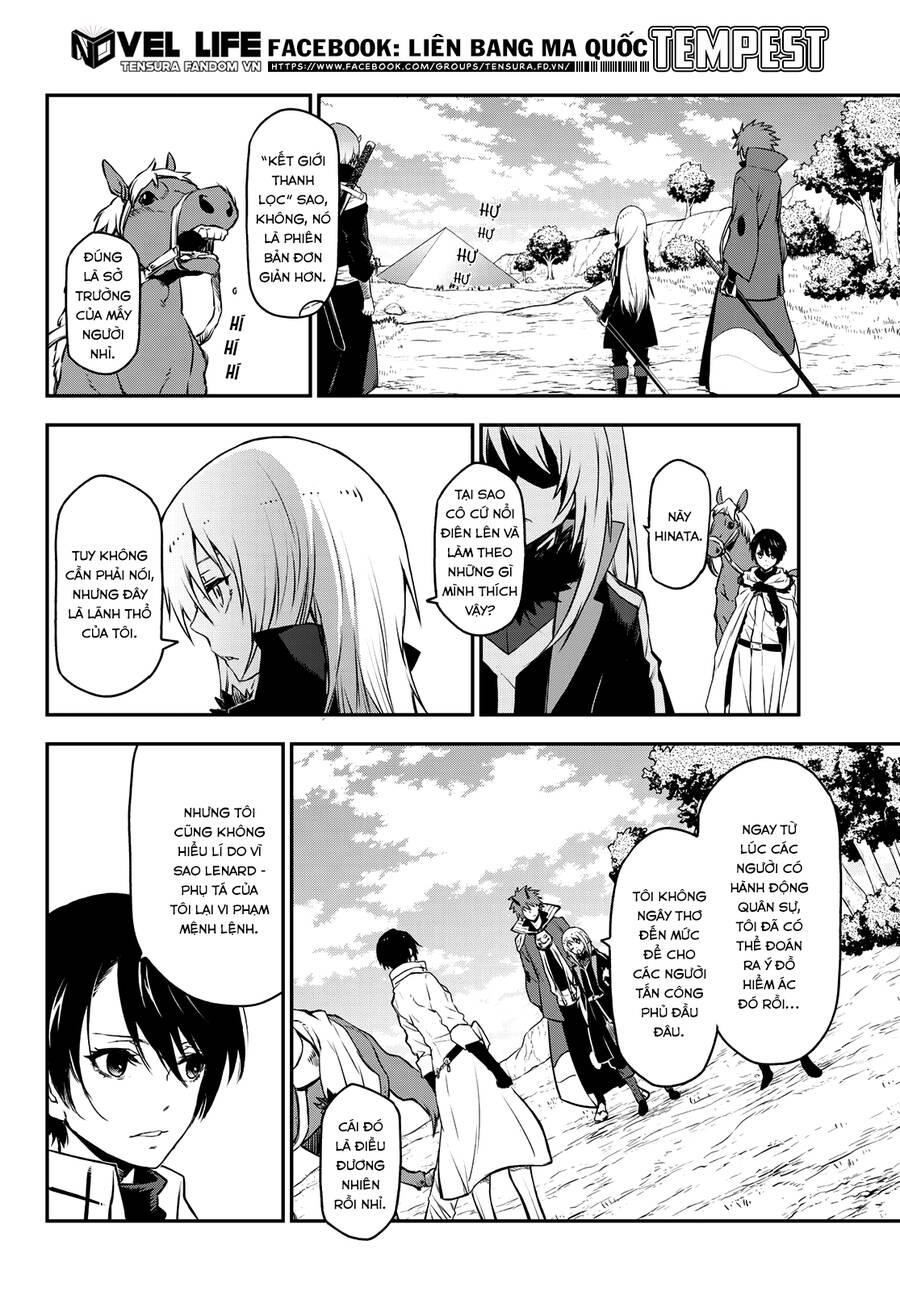 NOVEL LIFE
TENSURA FANDOM VN
FACEBOOK: LIÊN BANG MA QUỐC
HTTPS://WWW.FACEBOOK.COM/GROUPS/TENSURA.FD.VN/
TEMPEST
HỰ
HỰ
HỰ
HỰ
“KẾT GIỚI
THANH
LỌC“ SAO,
KHÔNG, NÓ
LÀ PHIÊN
BẢN ĐƠN
GIẢN HƠN.
ĐÚNG
LÀ SỞ
TRƯỜNG
CỦA MẤY
NGƯỜI
NHỈ.
HÍ
HÍ
HÍ
NÀY
HINATA.
TẠI SAO
CÔ CỨ NỔI
ĐIÊN LÊN VÀ
LÀM THEO
NHỮNG GÌ
MÌNH THÍCH
VẬY?
TUY KHÔNG
CẦN PHẢI NÓI,
NHƯNG ĐÂY
LÀ LÃNH THỔ
CỦA TÔI.
NGAY TỪ
LÚC CÁC
NGƯỜI CÓ
HÀNH ĐỘNG
QUÂN SỰ,
TÔI ĐÃ CÓ
THỂ ĐOÁN
RA Ý ĐỒ
HIỂM ÁC
ĐÓ RỒI...
TÔI KHÔNG
NGÂY THƠ
ĐẾN MỨC
ĐỂ CHO
CÁC NGƯỜI
TẤN CÔNG
PHỦ ĐẦU
ĐÂU.
CÁI ĐÓ
LÀ ĐIỀU
ĐƯƠNG
NHIÊN
RỒI NHỈ.
NHƯNG TÔI
CŨNG KHÔNG
HIỂU LÍ DO VÌ
SAO LENARD -
PHỤ TÁ CỦA
TÔI LẠI VI PHẠM
MỆNH LỆNH.